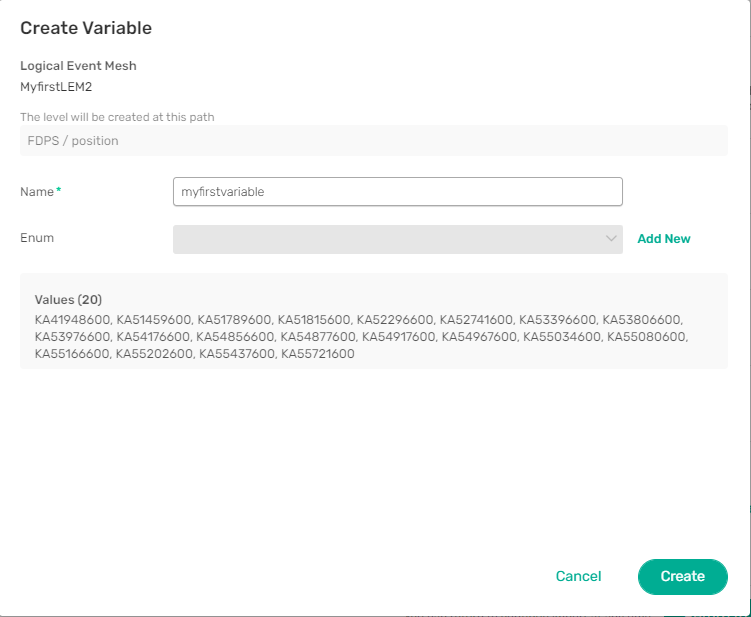 Create Variable
Logical Event Mesh
MyfirstLEM2
The level will be created at this path
FDPS / position
Name*
myfirstvariable
Enum
Add New
Values (20)
KA41948600, KA51459600, KA51789600, KA51815600, KA52296600, KA52741600, KA53396600, KA53806600,
KA53976600, KA54176600, KA54856600, KA54877600, KA54917600, KA54967600, KA55034600, KA55080600,
KA55166600, KA55202600, KA55437600, KA55721600
Cancel
Create